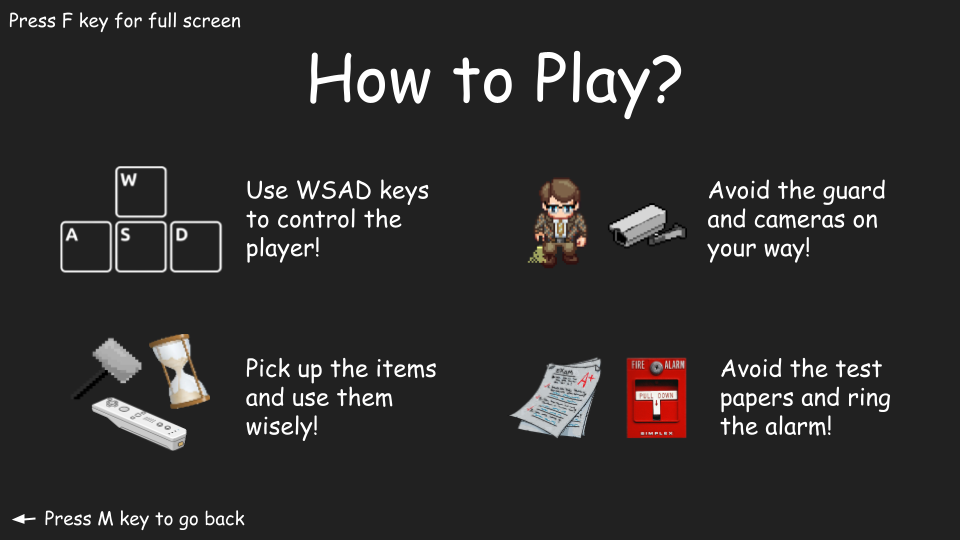 Press F key for full screen
How to Play?
W
A S D
Use WSAD keys
to control the
player!
Avoid the guard
and cameras on
your way!
Pick up the items
and use them
wisely!
EXAM
A+
FIRE ALARM
PULL DOWN
SIMPLEX
Avoid the test
papers and ring
the alarm!
Press M key to go back